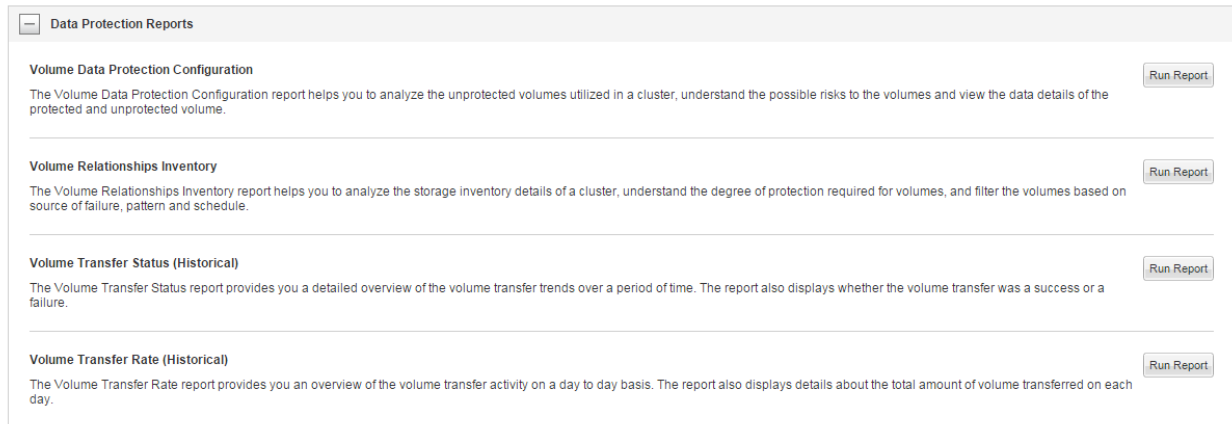 Data Protection Reports
Volume Data Protection Configuration
Run Report
The Volume Data Protection Configuration report helps you to analyze the unprotected volumes utilized in a cluster, understand the possible risks to the volumes and view the data details of the
protected and unprotected volume.
Volume Relationships Inventory
Run Report
The Volume Relationships Inventory report helps you to analyze the storage inventory details of a cluster, understand the degree of protection required for volumes, and filter the volumes based on
source of failure, pattern and schedule.
Volume Transfer Status (Historical)
Run Report
The Volume Transfer Status report provides you a detailed overview of the volume transfer trends over a period of time. The report also displays whether the volume transfer was a success or a
failure.
Volume Transfer Rate (Historical)
Run Report
The Volume Transfer Rate report provides you an overview of the volume transfer activity on a day to day basis. The report also displays details about the total amount of volume transferred on each
day.